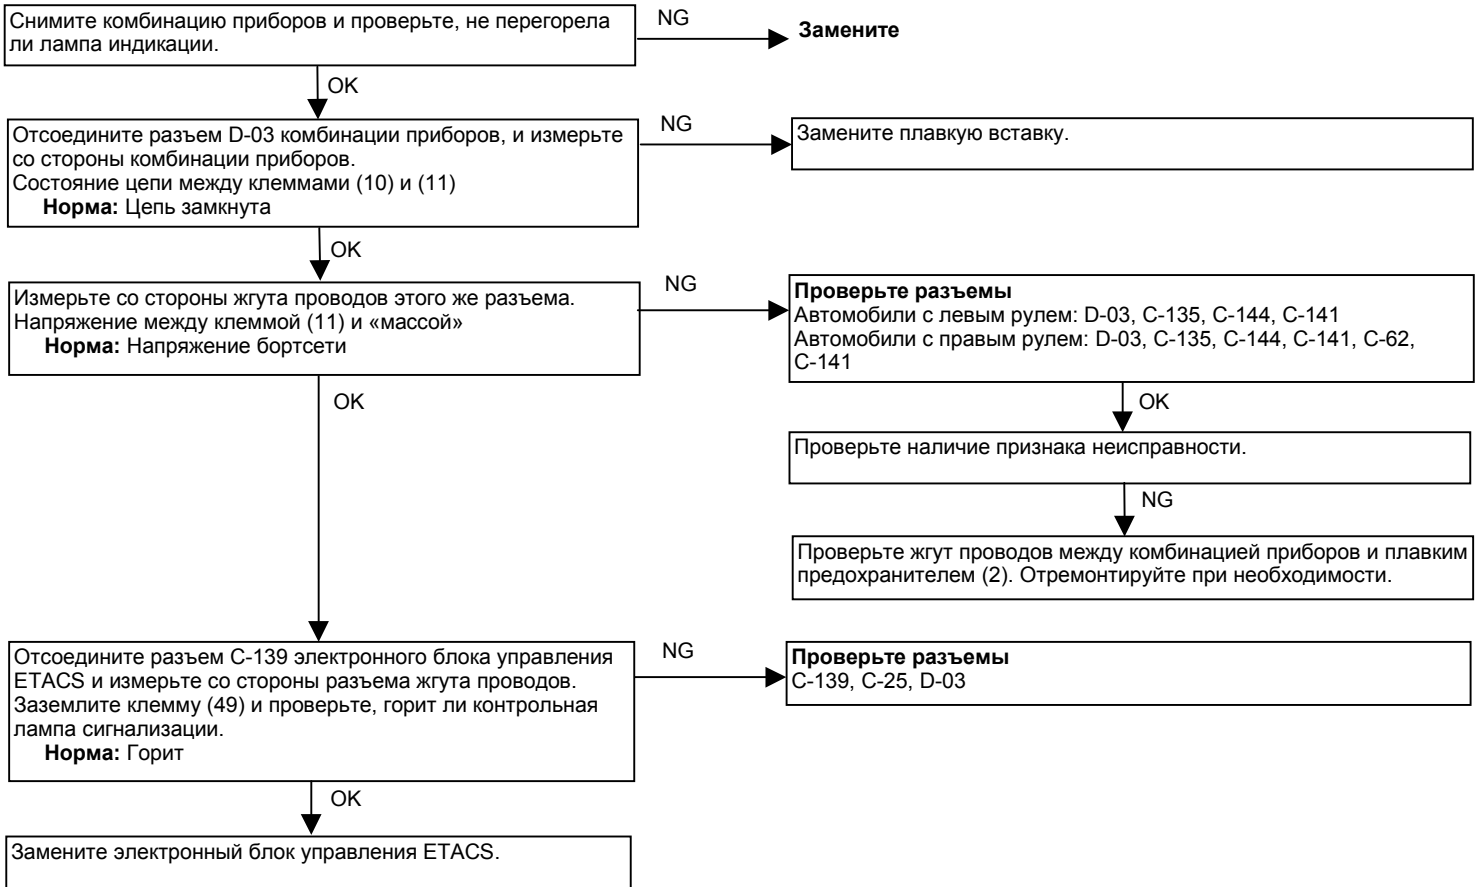 Снимите комбинацию приборов и проверьте, не перегорела
ли лампа индикации.
NG
Замените
OK
Отсоедините разъем D-03 комбинации приборов, и измерьте
со стороны комбинации приборов.
Состояние цепи между клеммами (10) и (11)
Норма: Цепь замкнута
NG
Замените плавкую вставку.
OK
Измерьте со стороны жгута проводов этого же разъема.
Напряжение между клеммой (11) и «массой»
Норма: Напряжение бортсети
NG
Проверьте разъемы
Автомобили с левым рулем: D-03, C-135, C-144, C-141
Автомобили с правым рулем: D-03, C-135, C-144, C-141, C-62,
C-141
OK
OK
Проверьте наличие признака неисправности.
NG
Проверьте жгут проводов между комбинацией приборов и плавким
предохранителем (2). Отремонтируйте при необходимости.
Отсоедините разъем C-139 электронного блока управления
ETACS и измерьте со стороны разъема жгута проводов.
Заземлите клемму (49) и проверьте, горит ли контрольная
лампа сигнализации.
Норма: Горит
NG
Проверьте разъемы
C-139, C-25, D-03
OK
Замените электронный блок управления ETACS.